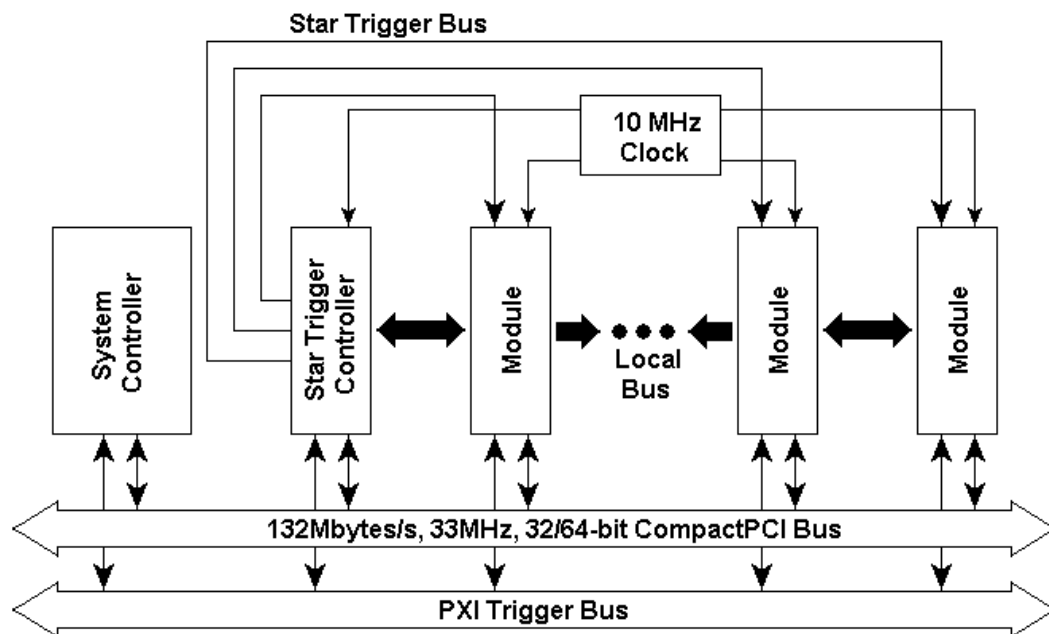 Star Trigger Bus
10 MHz
Clock
System
Controller
Star Trigger
Controller
Module
Local
Bus
Module
Module
132Mbytes/s, 33MHz, 32/64-bit CompactPCI Bus
PXI Trigger Bus